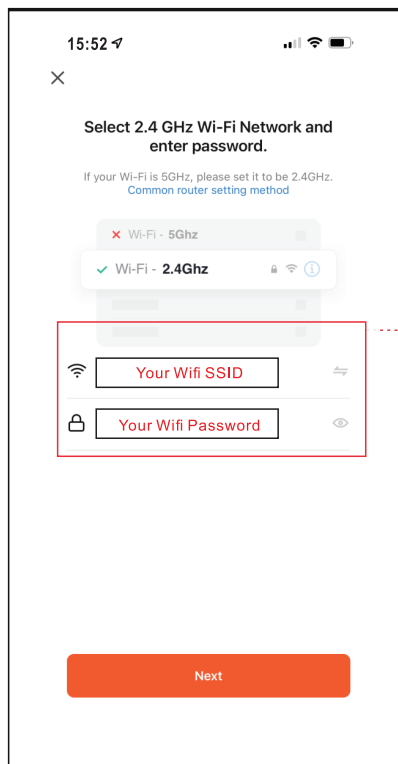 15:52
Select 2.4 GHz Wi-Fi Network and
enter password.
If your Wi-Fi is 5GHz, please set it to be 2.4GHz.
Common router setting method
Wi-Fi - 5Ghz
Wi-Fi - 2.4Ghz
Your Wifi SSID
Your Wifi Password
Next